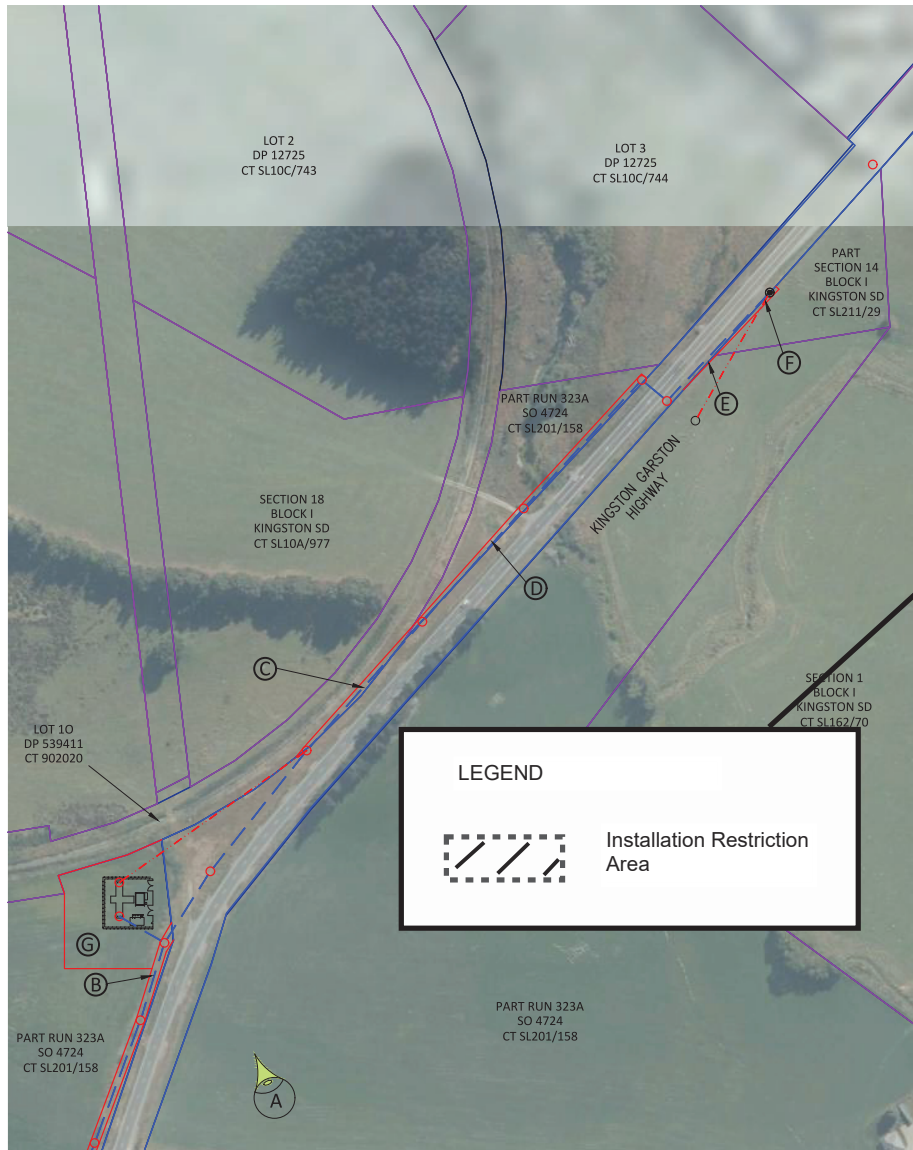 LOT 2
DP 12725
CT SL10C/743
LOT 3
DP 12725
CT SL10C/744
PART
SECTION 14
BLOCK I
KINGSTON SD
CT SL211/29
F
E
PART RUN 323A
SO 4724
CT SL201/158
KINGSTON GARSTON
HIGHWAY
SECTION 18
BLOCK I
KINGSTON SD
CT SL10A/977
D
C
SECTION 1
BLOCK I
KINGSTON SD
CT SL162/70
LOT 1O
DP 539411
CT 902020
LEGEND
Installation Restriction
Area
G
B
PART RUN 323A
SO 4724
CT SL201/158
PART RUN 323A
SO 4724
CT SL201/158
A